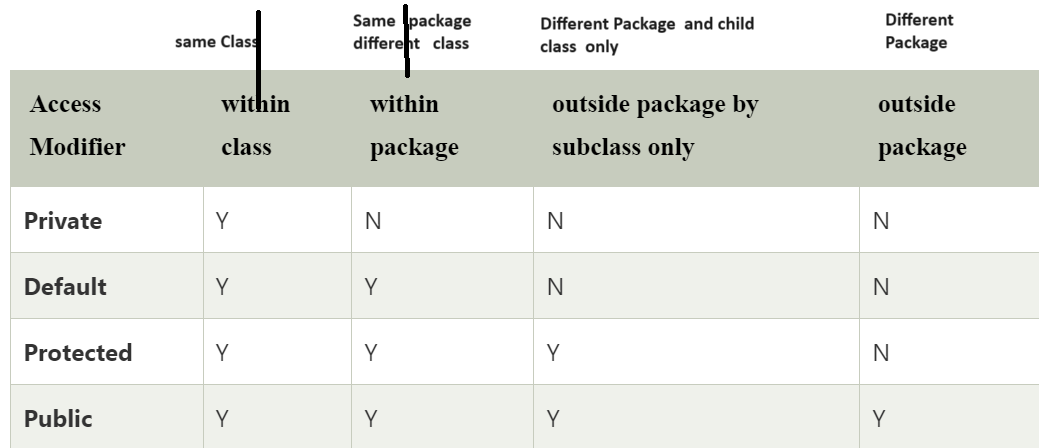 same Class
Same package
different class
Different Package and child
class only
Different
Package
Access
Modifier
within
class
within
package
outside package by
subclass only
outside
package
Private Y N N N
Default Y Y N N
Protected Y Y Y N
Public Y Y Y Y